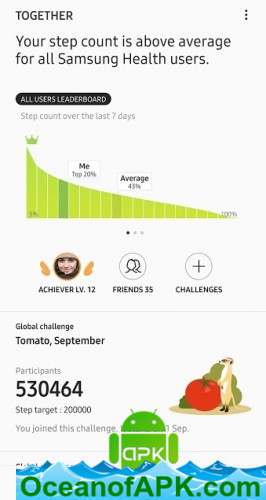 TOGETHER
Your step count is above average
for all Samsung Health users.
ALL USERS LEADERBOARD
Step count over the last 7 days
Me
Top 20%
Average
43%
100%
ACHIEVER LV. 12
FRIENDS 35
CHALLENGES
Global challenge
Tomato, September
Participants
530464
Step target : 200000
You joined this challenge. 1 Sep.
APK
OceanofAPK.com